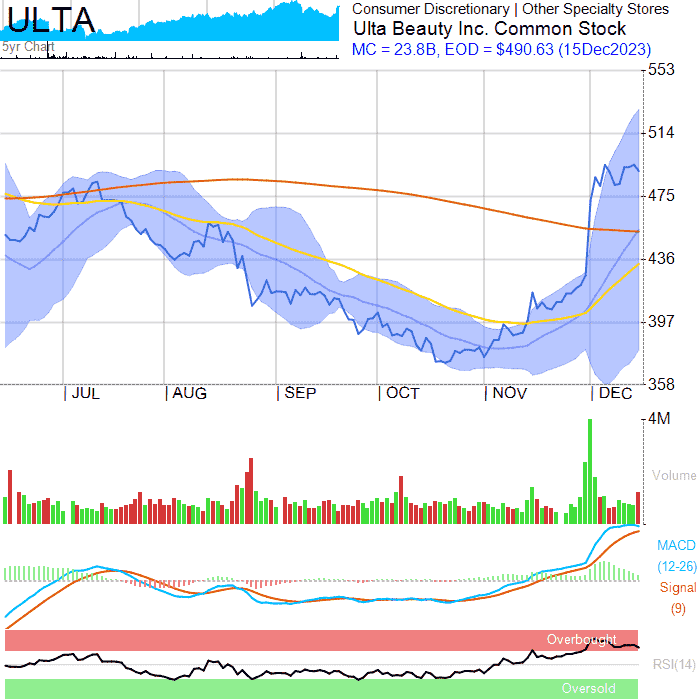 ULTA
Consumer Discretionary | Other Specialty Stores
Ulta Beauty Inc. Common Stock
5yr Chart
MC = 23.8B, EOD = $490.63 (15Dec2023)
553
514
475
436
397
358
JUL AUG SEP OCT NOV DEC
4M
Volume
MACD
(12-26)
Signal
(9)
Overbought
RSI(14)
Oversold